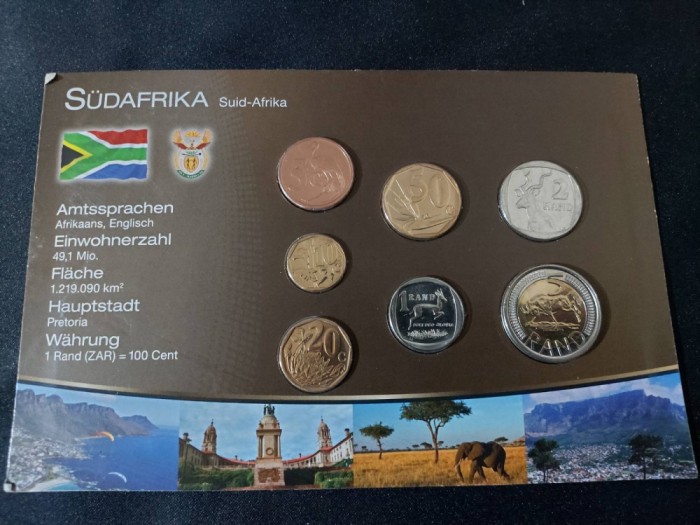 SÜDAFRIKA Suid-Afrika
Amtssprachen
Afrikaans, Englisch
Einwohnerzahl
49,1 Mio.
Fläche
1.219.090 km²
Hauptstadt
Pretoria
Währung
1 Rand (ZAR) = 100 Cent
50
2
RAND
10
1
RAND
5
RAND
20c